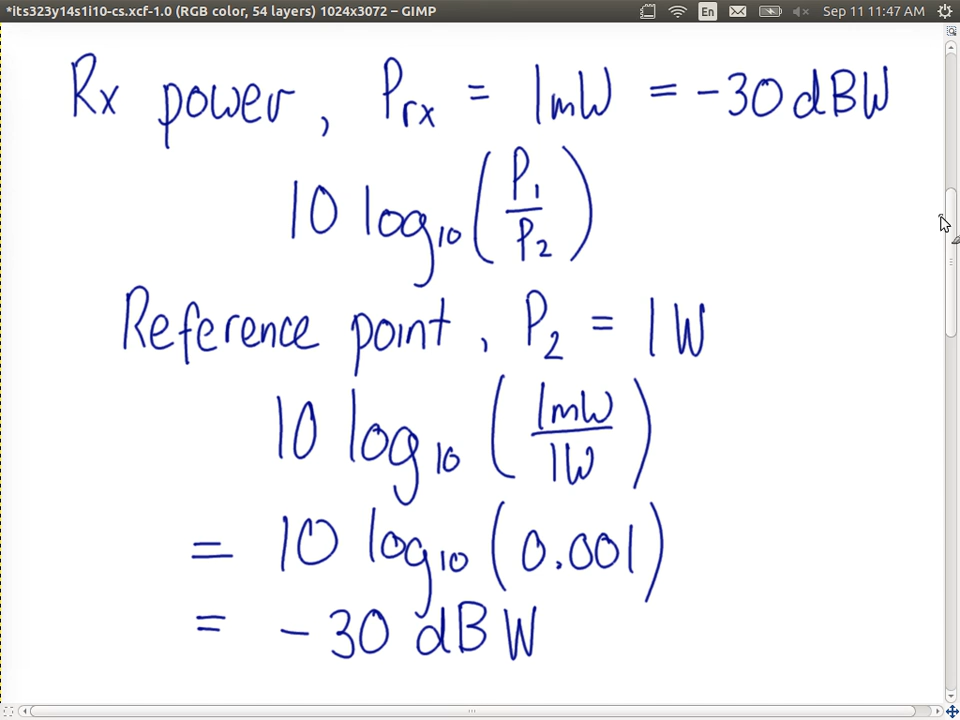 *its323y14s1i10-cs.xcf-1.0 (RGB color, 54 layers) 1024x3072 – GIMP En Sep 11 11:47 AM
Rx power, Prx = 1mW = -30 dBW
10 log10 (P1/P2)
Reference point, P2 = 1W
10 log10 (1mW/1W)
= 10 log10 (0.001)
= -30 dBW